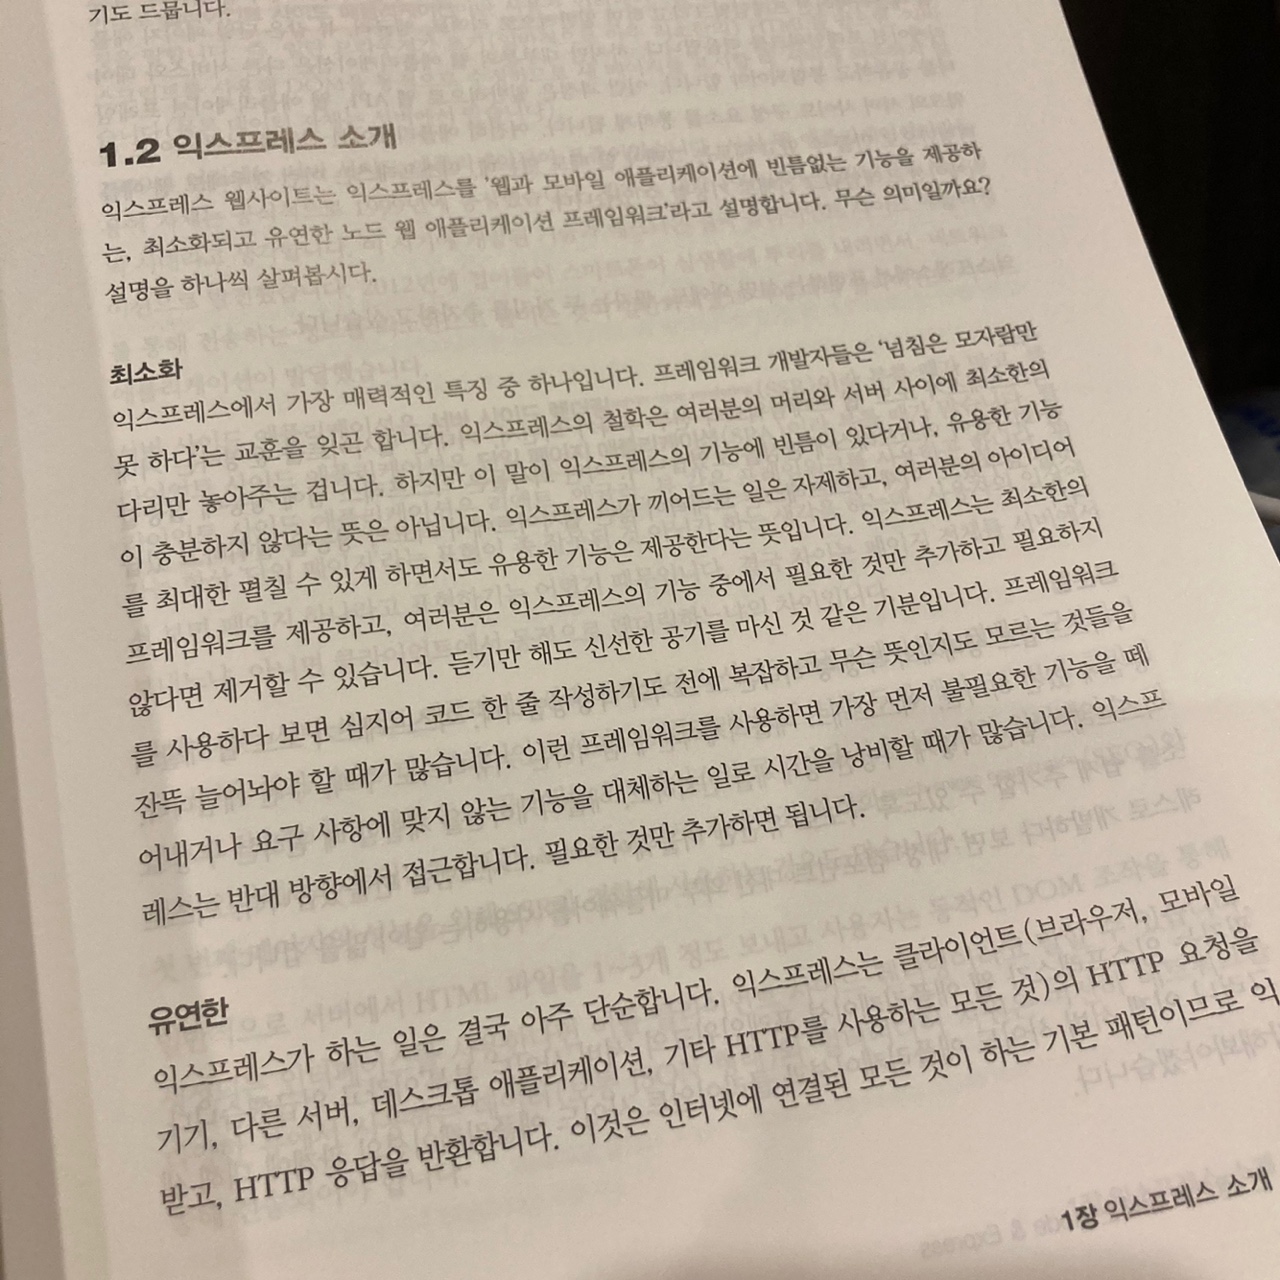 기도 드뭅니다.
1.2 익스프레스 소개
익스프레스 웹사이트는 익스프레스를 '웹과 모바일 애플리케이션에 빈틈없는 기능을 제공하
는, 최소화되고 유연한 노드 웹 애플리케이션 프레임워크'라고 설명합니다. 무슨 의미일까요?
설명을 하나씩 살펴봅시다.
최소화
익스프레스에서 가장 매력적인 특징 중 하나입니다. 프레임워크 개발자들은 '넘침은 모자람만
못 하다'는 교훈을 잊곤 합니다. 익스프레스의 철학은 여러분의 머리와 서버 사이에 최소한의
다리만 놓아주는 겁니다. 하지만 이 말이 익스프레스의 기능에 빈틈이 있다거나, 유용한 기능
이 충분하지 않다는 뜻은 아닙니다. 익스프레스가 끼어드는 일은 자제하고, 여러분의 아이디어
를 최대한 펼칠 수 있게 하면서도 유용한 기능은 제공한다는 뜻입니다. 익스프레스는 최소한의
프레임워크를 제공하고, 여러분은 익스프레스의 기능 중에서 필요한 것만 추가하고 필요하지
않다면 제거할 수 있습니다. 듣기만 해도 신선한 공기를 마신 것 같은 기분입니다. 프레임워크
를 사용하다 보면 심지어 코드 한 줄 작성하기도 전에 복잡하고 무슨 뜻인지도 모르는 것들을
잔뜩 늘어놔야 할 때가 많습니다. 이런 프레임워크를 사용하면 가장 먼저 불필요한 기능을 떼
어내거나 요구 사항에 맞지 않는 기능을 대체하는 일로 시간을 낭비할 때가 많습니다. 익스프
레스는 반대 방향에서 접근합니다. 필요한 것만 추가하면 됩니다.
유연한
익스프레스가 하는 일은 결국 아주 단순합니다. 익스프레스는 클라이언트(브라우저, 모바일
기기, 다른 서버, 데스크톱 애플리케이션, 기타 HTTP를 사용하는 모든 것)의 HTTP 요청을
받고, HTTP 응답을 반환합니다. 이것은 인터넷에 연결된 모든 것이 하는 기본 패턴이므로 익
1장 익스프레스 소개